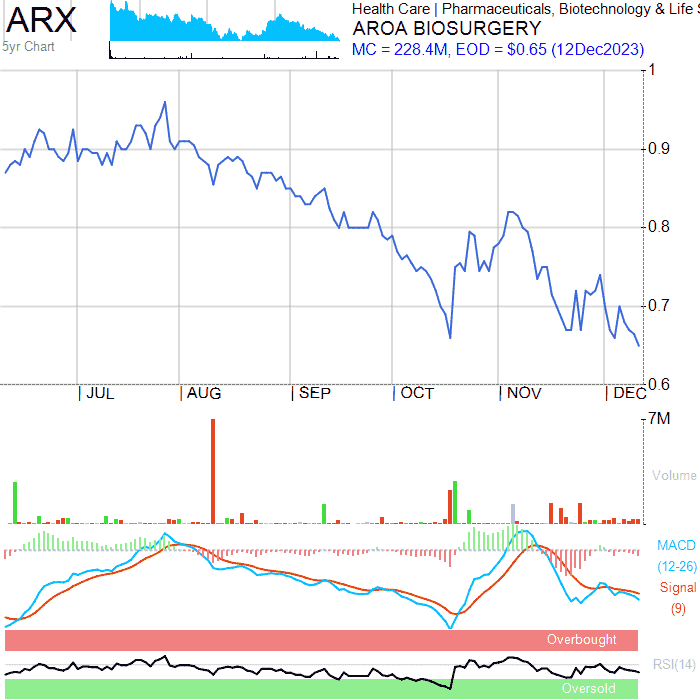 ARX
5yr Chart
Health Care | Pharmaceuticals, Biotechnology & Life
AROA BIOSURGERY
MC = 228.4M, EOD = $0.65 (12Dec2023)
1
0.9
0.8
0.7
0.6
JUL
AUG
SEP
OCT
NOV
DEC
7M
Volume
MACD
(12-26)
Signal
(9)
Overbought
RSI(14)
Oversold